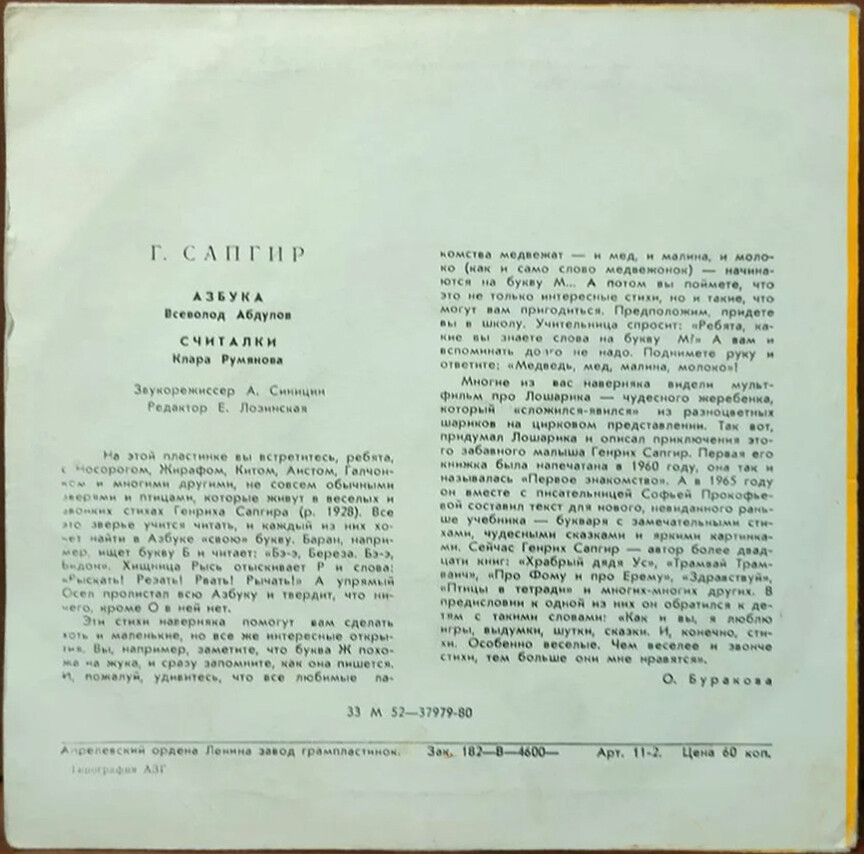 Г. САПГИР
АЗБУКА
Всеволод Абдулов
СЧИТАЛКИ
Клара Румянова
Звукорежиссер А. Синицин
Редактор Е. Лозинская
На этой пластинке вы встретитесь, ребята,
с Носорогом, Жирафом, Китом, Аистом, Галчон-
ком и многими другими, не совсем обычными
зверями и птицами, которые живут в веселых и
звонких стихах Генриха Сапгира (р. 1928). Все
это зверье учится читать, и каждый из них хо-
чет найти в Азбуке «свою» букву. Баран, напри-
мер, ищет букву Б и читает: «Бэ-э, Береза. Бэ-э,
Бидон». Хищница Рысь отыскивает Р и слова:
«Рыскать! Резать! Рвать! Рычать!» А упрямый
Осел пролистал всю Азбуку и твердит, что ни-
чего, кроме О в ней нет.
Эти стихи наверняка помогут вам сделать
хоть и маленькие, но все же интересные откры-
тия. Вы, например, заметите, что буква Ж похо-
жа на жука, и сразу запомните, как она пишется.
И, пожалуй, удивитесь, что все любимые ла-
комства медвежат — и мед, и малина, и моло-
ко (как и само слово медвежонок) — начина-
ются на букву М... А потом вы поймете, что
это не только интересные стихи, но и такие, что
могут вам пригодиться. Предположим, придете
вы в школу. Учительница спросит: «Ребята, ка-
кие вы знаете слова на букву М?» А вам и
вспоминать долго не надо. Поднимете руку и
ответите: «Медведь, мед, малина, молоко»!
Многие из вас наверняка видели мульт-
фильм про Лошарика — чудесного жеребенка,
который «сложился-явился» из разноцветных
шариков на цирковом представлении. Так вот,
придумал Лошарика и описал приключения это-
го забавного малыша Генрих Сапгир. Первая его
книжка была напечатана в 1960 году, она так и
называлась «Первое знакомство». А в 1965 году
он вместе с писательницей Софьей Прокофье-
вой составил текст для нового, невиданного рань-
ше учебника — букваря с замечательными сти-
хами, чудесными сказками и яркими картинка-
ми. Сейчас Генрих Сапгир — автор более двад-
цати книг: «Храбрый дядя Ус», «Трамвай Трам-
ваич», «Про Фому и про Ерему», «Здравствуй»,
«Птицы в тетради» и многих-многих других. В
предисловии к одной из них он обратился к де-
тям с такими словами: «Как и вы, я люблю
игры, выдумки, шутки, сказки. И, конечно, сти-
хи. Особенно веселые. Чем веселее и звонче
стихи, тем больше они мне нравятся».
О. Буракова
33 М 52—37979-80
Апрелевский ордена Ленина завод грампластинок. Зак. 182—В—4600— Арт. 11-2. Цена 60 коп.
Типография АЗГ